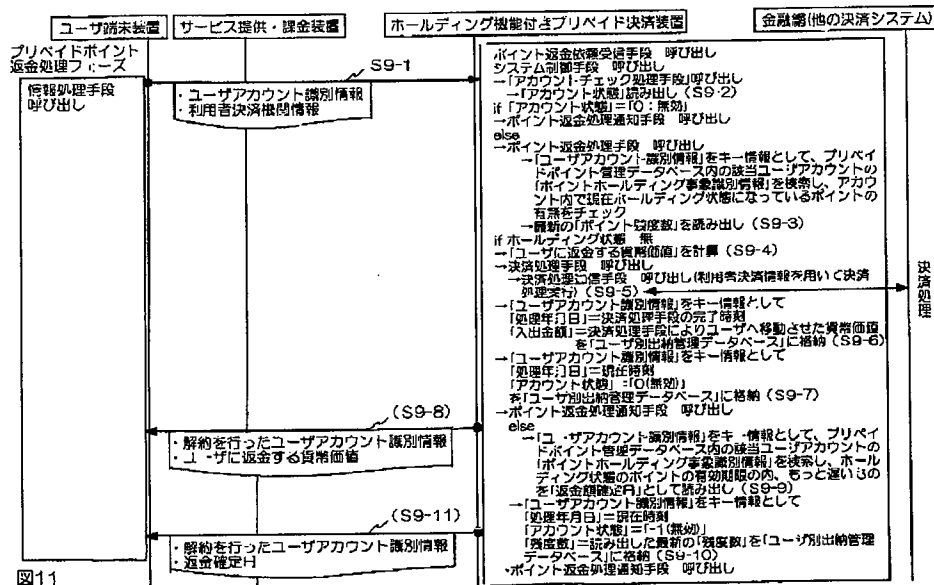 ユーザ端末装置
サービス提供・課金装置
ホールディング機能付きプリペイド決済装置
金融網(他の決済システム)
プリペイドポイント
返金処理フェーズ
情報処理手段
呼び出し
S9-1
・ユーザアカウント識別情報
・利用者決済機関情報
ポイント返金依頼受信手段 呼び出し
システム制御手段 呼び出し
→「アカウントチェック処理手段」呼び出し
→「アカウント状態」読み出し(S9-2)
if「アカウント状態」=「0:無効」
→ポイント返金処理通知手段 呼び出し
else
→ポイント返金処理手段 呼び出し
→「ユーザアカウント識別情報」をキー情報として、プリペイ
ドポイント管理データベース内の該当ユーザアカウントの
「ポイントホールディング事象識別情報」を検索し、アカウ
ント内で現在ホールディング状態になっているポイントの
有無をチェック
→最新の「ポイント残度数」を読み出し(S9-3)
if ホールディング状態 無
→「ユーザに返金する貨幣価値」を計算(S9-4)
→決済処理手段 呼び出し
→決済処理通信手段 呼び出し(利用者決済情報を用いて決済
処理実行)(S9-5)
決済処理
→「ユーザアカウント識別情報」をキー情報として
「処理年月日」=決済処理手段の完了時刻
「入出金額」=決済処理手段によりユーザへ移動させた貨幣価値
を「ユーザ別出納管理データベース」に格納(S9-6)
→「ユーザアカウント識別情報」をキー情報として
「処理年月日」=現在時刻
「アカウント状態」=「0(無効)」
を「ユーザ別出納管理データベース」に格納(S9-7)
→ポイント返金処理通知手段 呼び出し
(S9-8)
・解約を行ったユーザアカウント識別情報
・ユーザに返金する貨幣価値
else
→「ユーザアカウント識別情報」をキー情報として、プリペイ
ドポイント管理データベース内の該当ユーザアカウントの
「ポイントホールディング事象識別情報」を検索し、ホール
ディング状態のポイントの有効期限の内、もっと遅いもの
を「返金額確定日」として読み出し(S9-9)
→「ユーザアカウント識別情報」をキー情報として
「処理年月日」=現在時刻
「アカウント状態」=「-1(無効)」
「残度数」=読み出した最新の「残度数」を「ユーザ別出納管理
データベース」に格納(S9-10)
・ポイント返金処理通知手段 呼び出し
(S9-11)
・解約を行ったユーザアカウント識別情報
・返金確定日
図11